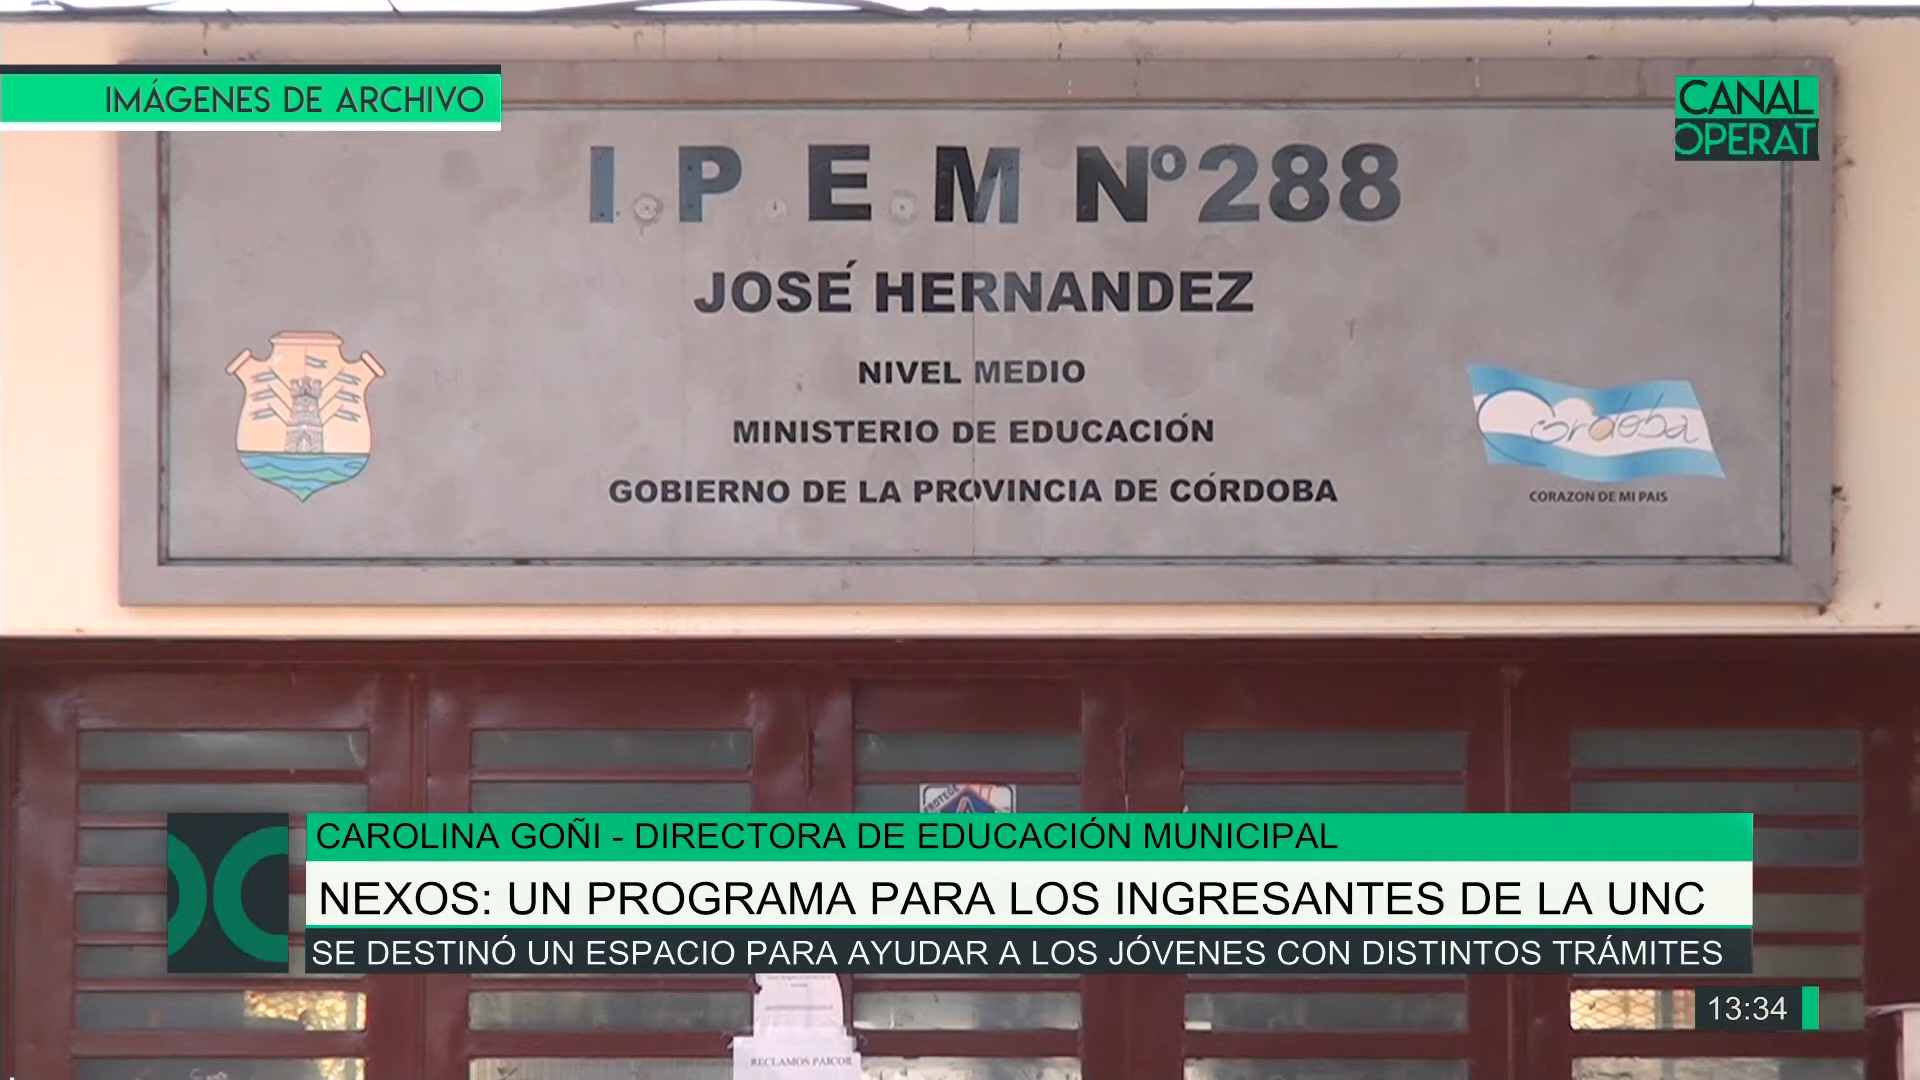 IMÁGENES DE ARCHIVO
CANAL
OPERAT
I.P.E.M Nº288
JOSÉ HERNANDEZ
NIVEL MEDIO
MINISTERIO DE EDUCACIÓN
GOBIERNO DE LA PROVINCIA DE CÓRDOBA
Córdoba
CORAZON DE MI PAIS
PROTEGE
CAROLINA GOÑI - DIRECTORA DE EDUCACIÓN MUNICIPAL
NEXOS: UN PROGRAMA PARA LOS INGRESANTES DE LA UNC
SE DESTINÓ UN ESPACIO PARA AYUDAR A LOS JÓVENES CON DISTINTOS TRÁMITES
13:34
RECLAMOS PAICOR